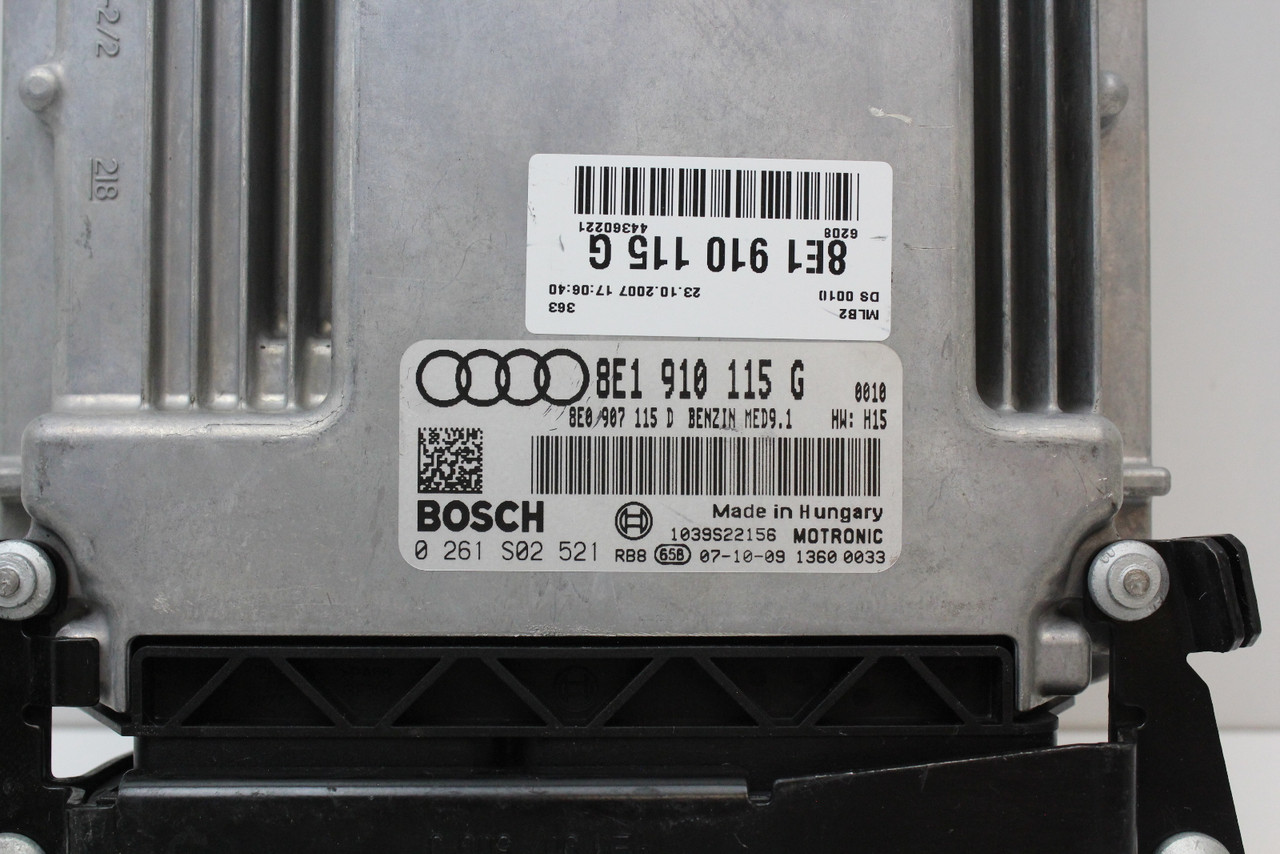 -2/2
218
44360221
6208
8E1 910 115 G
23.10.2007 17:06:40
DS 0010
363
MLB2
8E1 910 115 G 0010
8E0 907 115 D BENZIN MED9.1 HW: H15
BOSCH
Made in Hungary
1039S22156 MOTRONIC
0 261 S02 521 RB8 65B 07-10-09 1360 0033